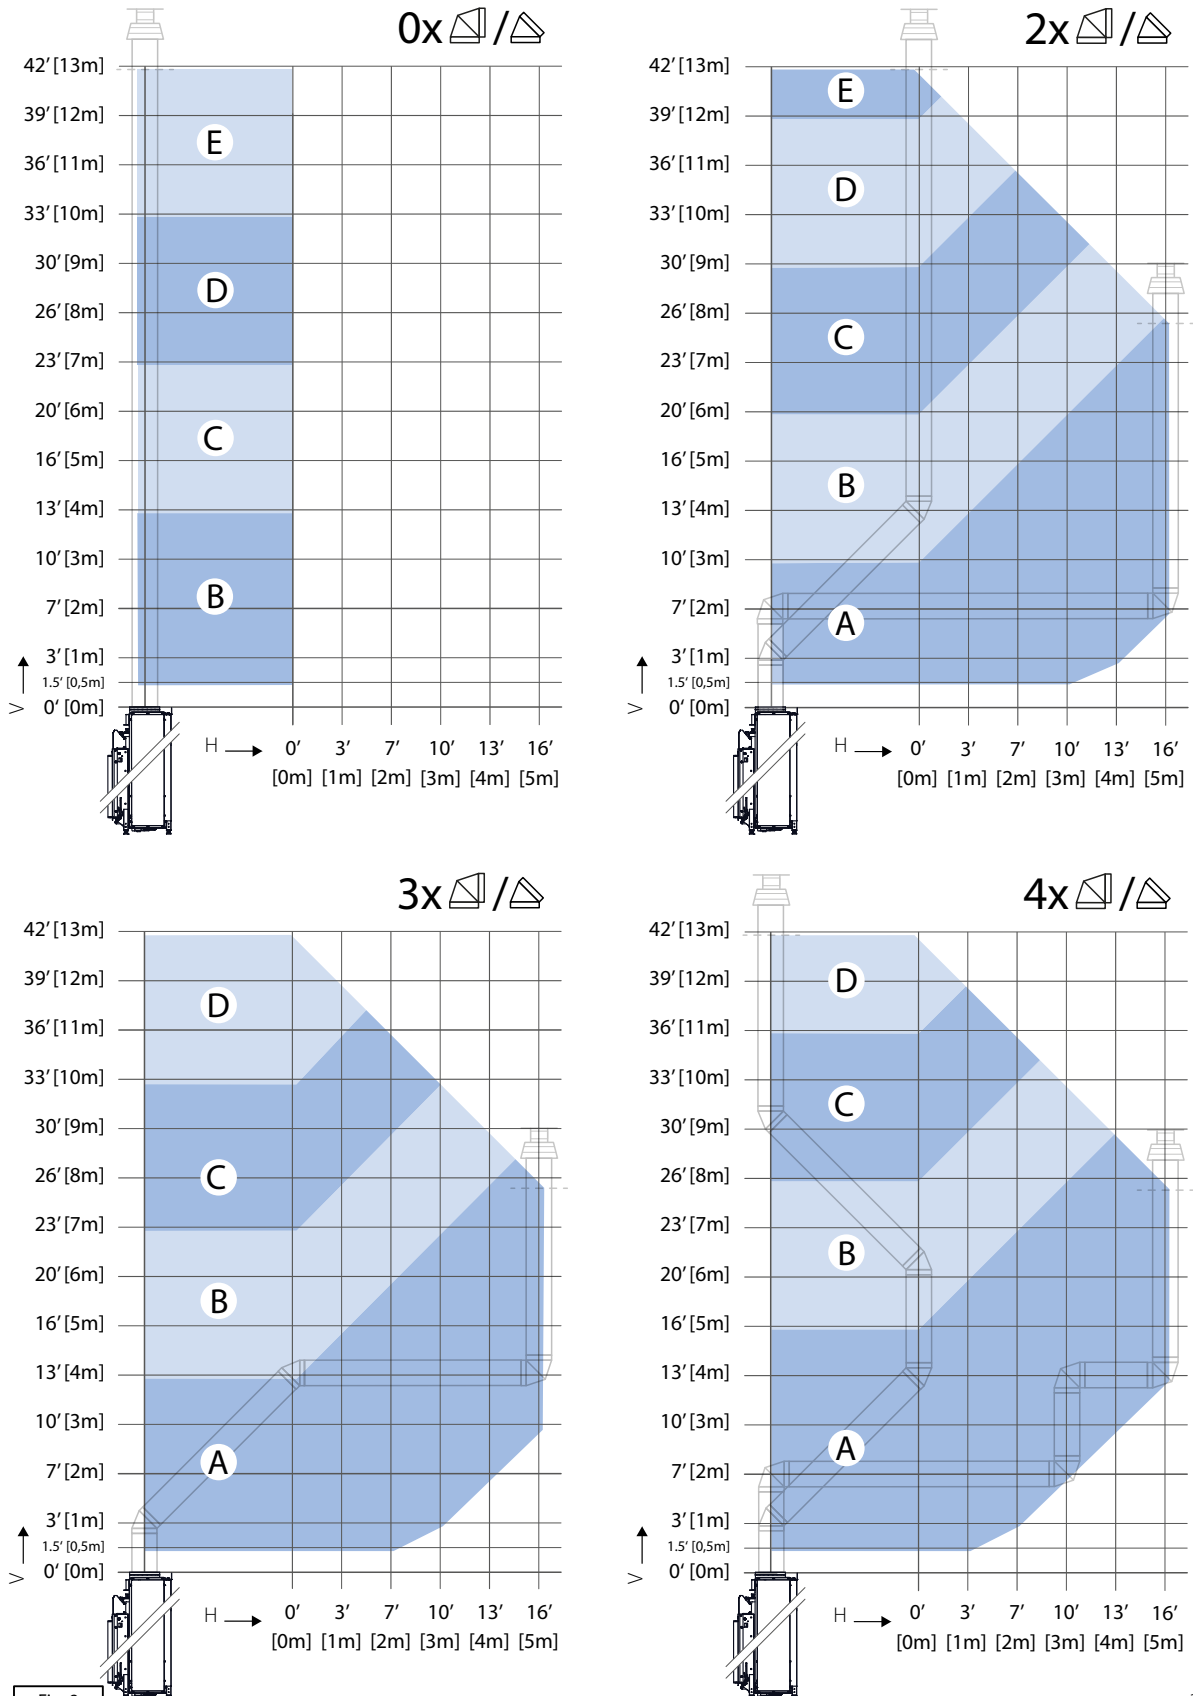 0x /
42′ [13m]
39′ [12m]
36′ [11m]
33′ [10m]
30′ [9m]
26′ [8m]
23′ [7m]
20′ [6m]
16′ [5m]
13′ [4m]
10′ [3m]
7′ [2m]
3′ [1m]
1.5′ [0,5m]
0′ [0m]
V
E
D
C
B
H 0′ 3′ 7′ 10′ 13′ 16′
[0m] [1m] [2m] [3m] [4m] [5m]
2x /
42′ [13m]
39′ [12m]
36′ [11m]
33′ [10m]
30′ [9m]
26′ [8m]
23′ [7m]
20′ [6m]
16′ [5m]
13′ [4m]
10′ [3m]
7′ [2m]
3′ [1m]
1.5′ [0,5m]
0′ [0m]
V
E
D
C
B
A
H 0′ 3′ 7′ 10′ 13′ 16′
[0m] [1m] [2m] [3m] [4m] [5m]
3x /
42′ [13m]
39′ [12m]
36′ [11m]
33′ [10m]
30′ [9m]
26′ [8m]
23′ [7m]
20′ [6m]
16′ [5m]
13′ [4m]
10′ [3m]
7′ [2m]
3′ [1m]
1.5′ [0,5m]
0′ [0m]
V
D
C
B
A
H 0′ 3′ 7′ 10′ 13′ 16′
[0m] [1m] [2m] [3m] [4m] [5m]
4x /
42′ [13m]
39′ [12m]
36′ [11m]
33′ [10m]
30′ [9m]
26′ [8m]
23′ [7m]
20′ [6m]
16′ [5m]
13′ [4m]
10′ [3m]
7′ [2m]
3′ [1m]
1.5′ [0,5m]
0′ [0m]
V
D
C
B
A
H 0′ 3′ 7′ 10′ 13′ 16′
[0m] [1m] [2m] [3m] [4m] [5m]